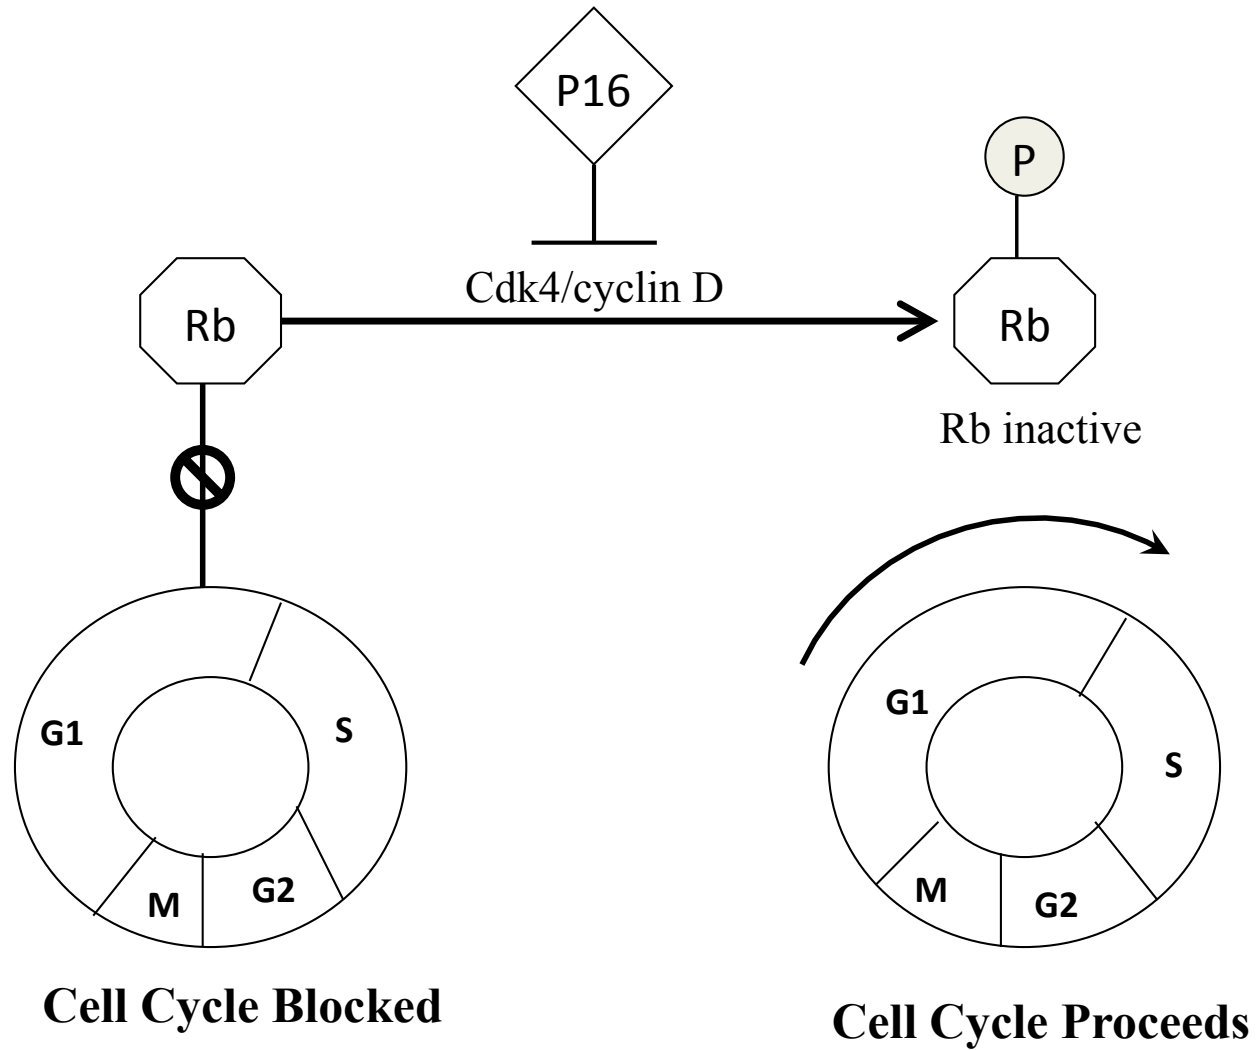 P16
P
Cdk4/cyclin D
Rb
Rb
Rb inactive
G1
S
M
G2
G1
S
M
G2
Cell Cycle Blocked
Cell Cycle Proceeds